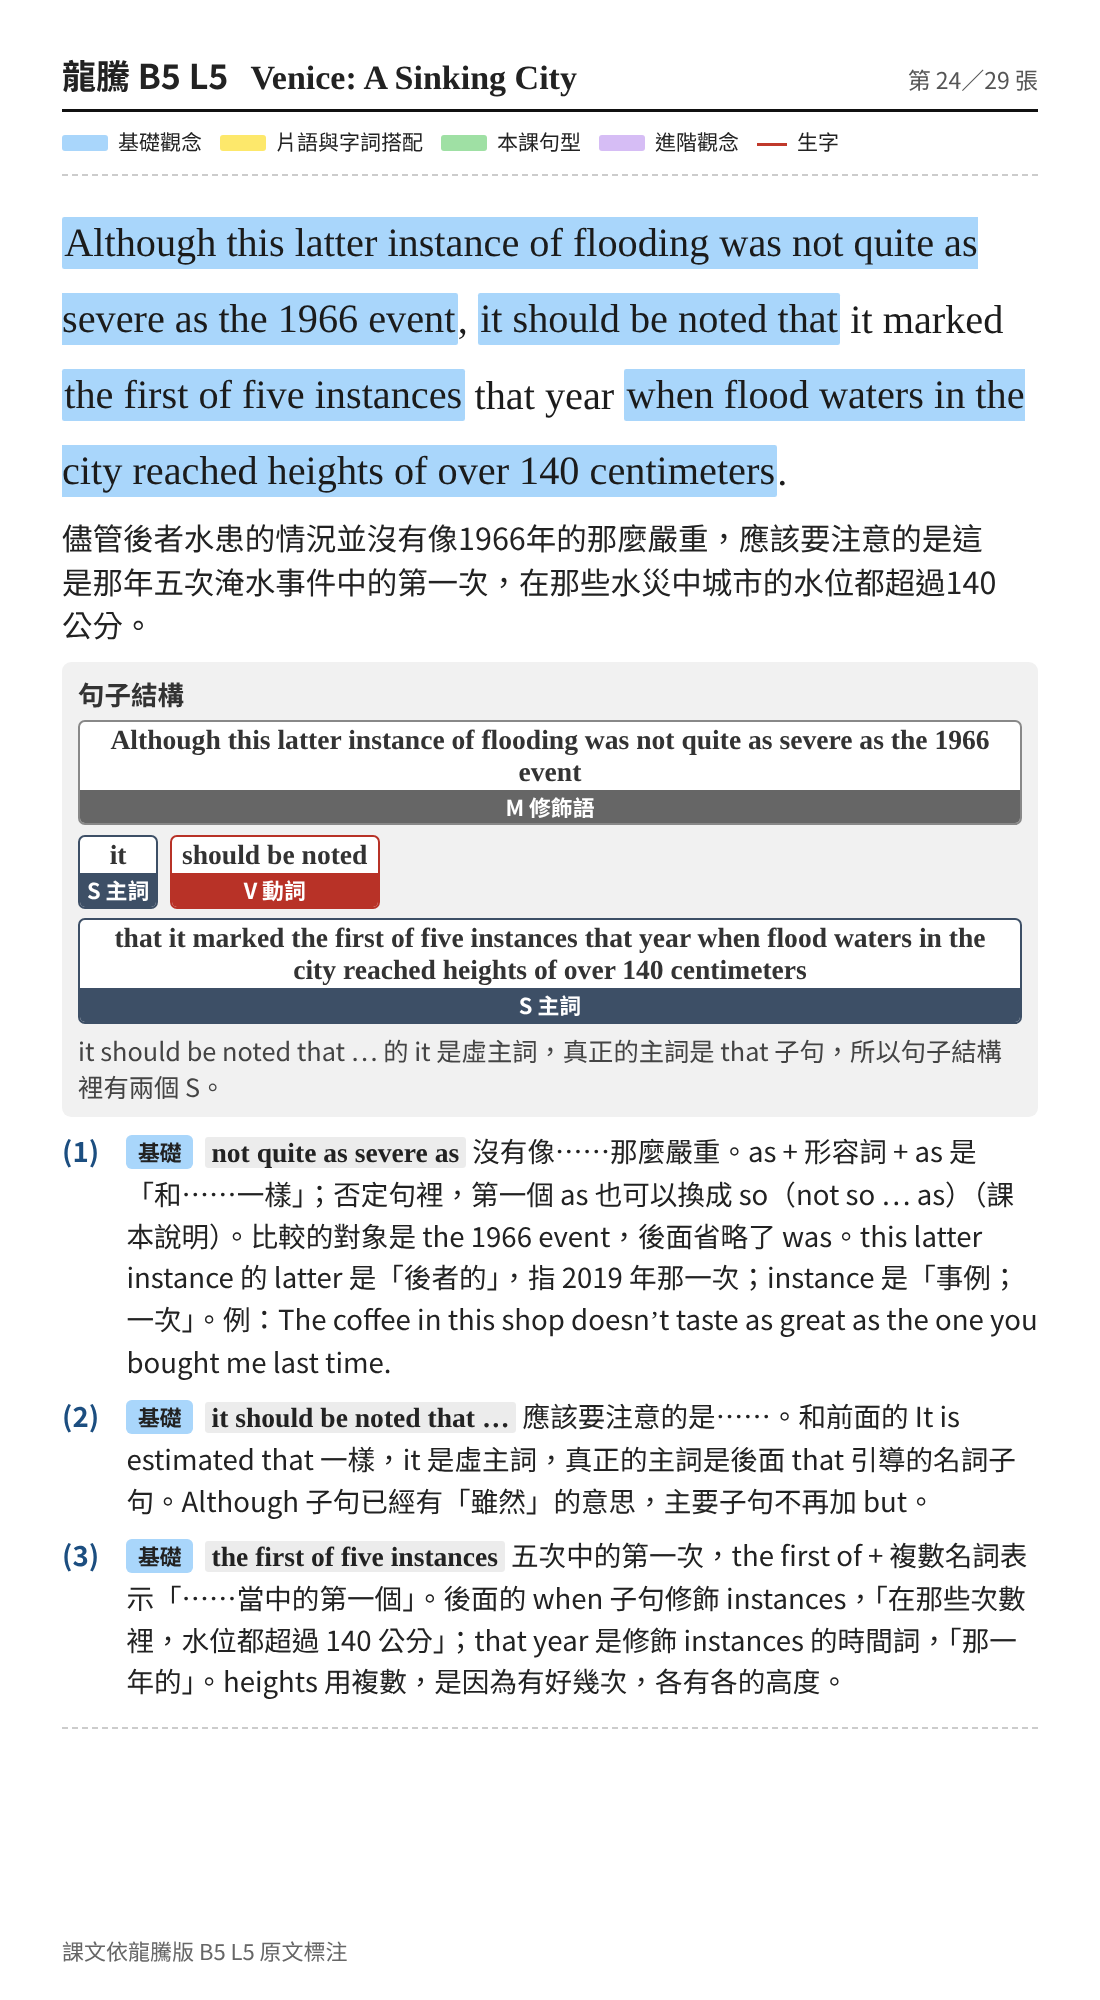 龍騰 B5 L5 Venice: A Sinking City 第 24／29 張
基礎觀念 片語與字詞搭配 本課句型 進階觀念 生字
Although this latter instance of flooding was not quite as
severe as the 1966 event, it should be noted that it marked
the first of five instances that year when flood waters in the
city reached heights of over 140 centimeters.
儘管後者水患的情況並沒有像1966年的那麼嚴重，應該要注意的是這
是那年五次淹水事件中的第一次，在那些水災中城市的水位都超過140
公分。
句子結構
Although this latter instance of flooding was not quite as severe as the 1966
event
M 修飾語
it should be noted
S 主詞 V 動詞
that it marked the first of five instances that year when flood waters in the
city reached heights of over 140 centimeters
S 主詞
it should be noted that … 的 it 是虛主詞，真正的主詞是 that 子句，所以句子結構
裡有兩個 S。
(1) 基礎 not quite as severe as 沒有像……那麼嚴重。as + 形容詞 + as 是
「和……一樣」；否定句裡，第一個 as 也可以換成 so（not so … as）（課
本說明）。比較的對象是 the 1966 event，後面省略了 was。this latter
instance 的 latter 是「後者的」，指 2019 年那一次；instance 是「事例；
一次」。例：The coffee in this shop doesn’t taste as great as the one you
bought me last time.
(2) 基礎 it should be noted that … 應該要注意的是……。和前面的 It is
estimated that 一樣，it 是虛主詞，真正的主詞是後面 that 引導的名詞子
句。Although 子句已經有「雖然」的意思，主要子句不再加 but。
(3) 基礎 the first of five instances 五次中的第一次，the first of + 複數名詞表
示「……當中的第一個」。後面的 when 子句修飾 instances，「在那些次數
裡，水位都超過 140 公分」；that year 是修飾 instances 的時間詞，「那一
年的」。heights 用複數，是因為有好幾次，各有各的高度。
課文依龍騰版 B5 L5 原文標注